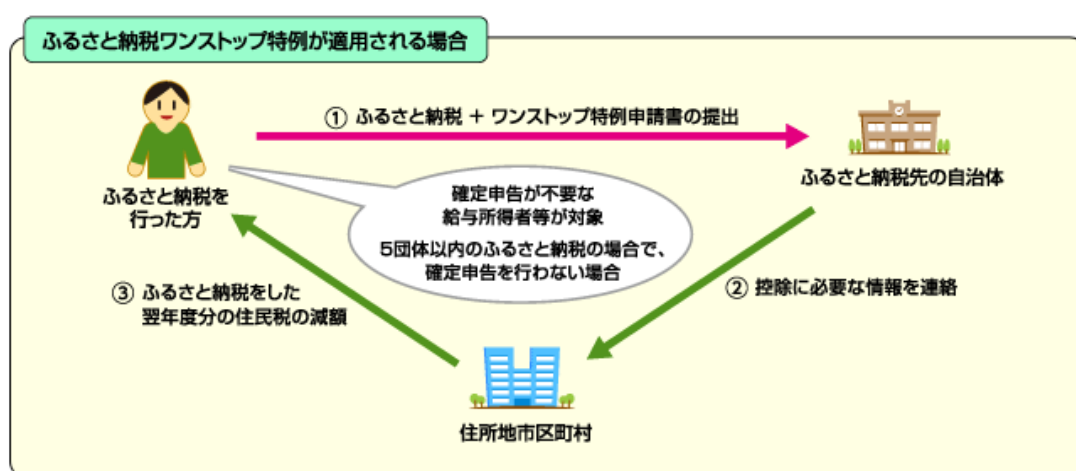 ふるさと納税ワンストップ特例が適用される場合
① ふるさと納税 + ワンストップ特例申請書の提出
ふるさと納税を
行った方
ふるさと納税先の自治体
確定申告が不要な
給与所得者等が対象
5団体以内のふるさと納税の場合で、
確定申告を行わない場合
② 控除に必要な情報を連絡
③ ふるさと納税をした
翌年度分の住民税の減額
住所地市区町村